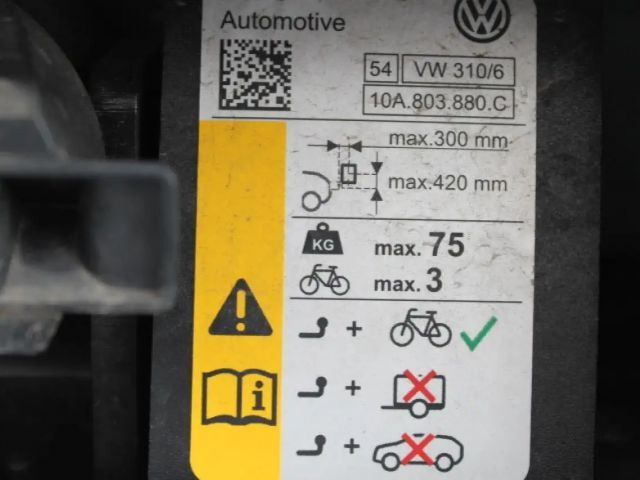 Automotive
54 VW 310/6
10A.803.880.C
max.300 mm
max.420 mm
KG max. 75
max. 3
+
i +
+